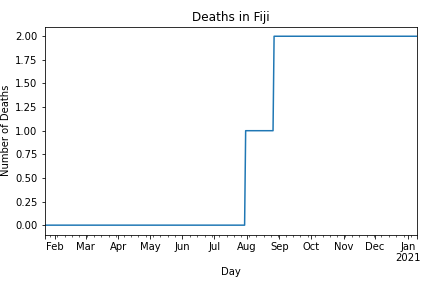 Deaths in Fiji
2.00
1.75
1.50
1.25
1.00
0.75
0.50
0.25
0.00
Number of Deaths
Feb Mar Apr May Jun Jul Aug Sep Oct Nov Dec Jan
2021
Day